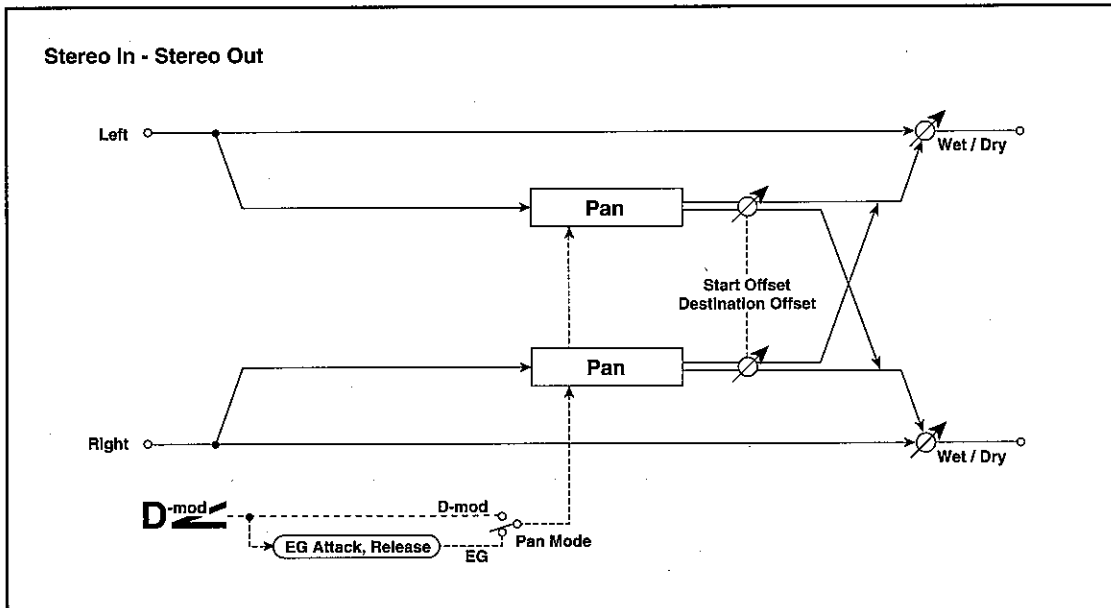 Stereo In - Stereo Out
Left
Wet / Dry
Pan
Start Offset
Destination Offset
Pan
Right
Wet / Dry
D-mod
D-mod
Pan Mode
EG Attack, Release
EG